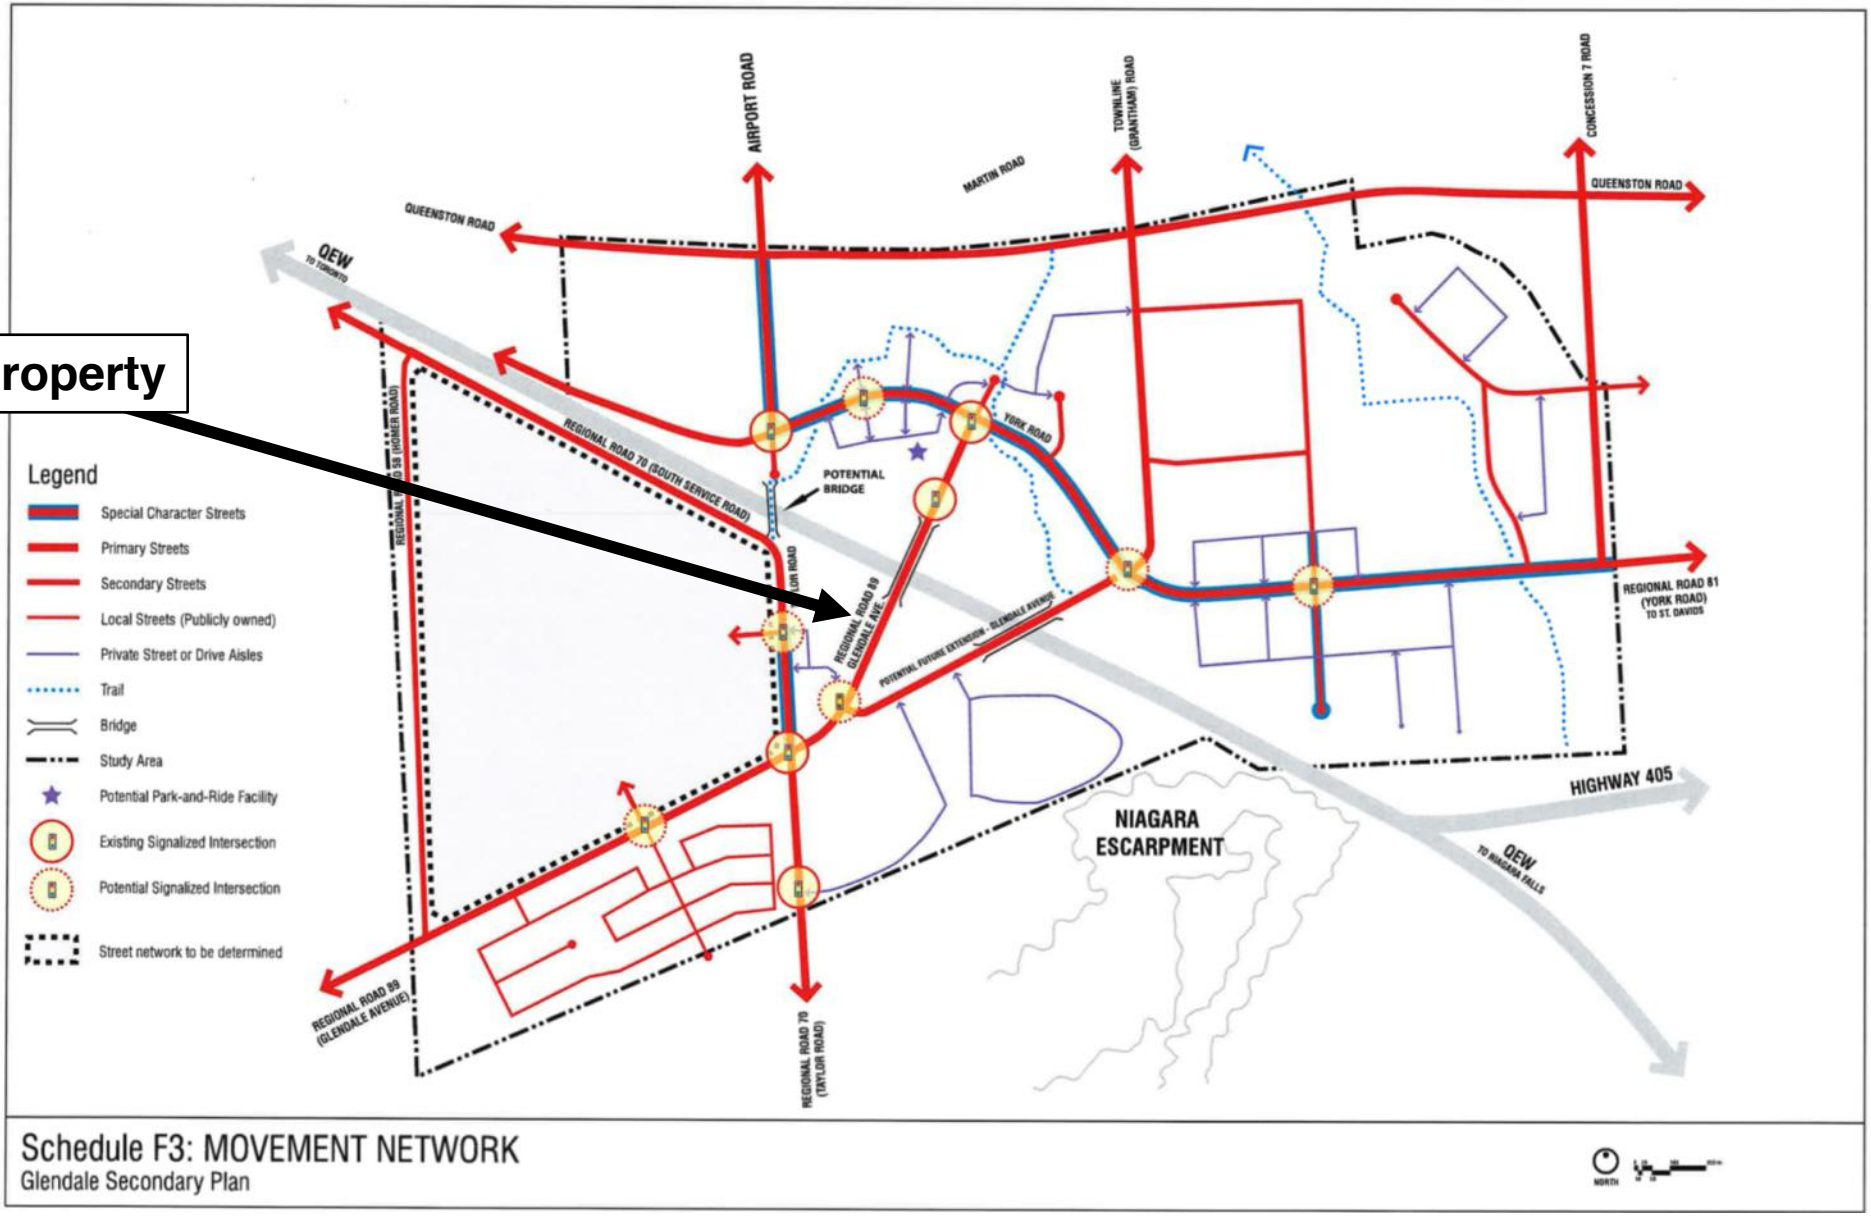 AIRPORT ROAD
TOWNLINE
(GRANTHAM) ROAD
CONCESSION 7 ROAD
MARTIN ROAD
QUEENSTON ROAD
QUEENSTON ROAD
QEW
TO TORONTO
roperty
REGIONAL ROAD 58 (HOMER ROAD)
REGIONAL ROAD 70 (SOUTH SERVICE ROAD)
YORK ROAD
POTENTIAL
BRIDGE
REGIONAL ROAD 89
GLENDALE AVE.
POTENTIAL FUTURE EXTENSION - GLENDALE AVENUE
REGIONAL ROAD 81
(YORK ROAD)
TO ST. DAVIDS
Legend
Special Character Streets
Primary Streets
Secondary Streets
Local Streets (Publicly owned)
Private Street or Drive Aisles
Trail
Bridge
Study Area
Potential Park-and-Ride Facility
Existing Signalized Intersection
Potential Signalized Intersection
Street network to be determined
HIGHWAY 405
NIAGARA
ESCARPMENT
QEW
TO NIAGARA FALLS
REGIONAL ROAD 89
(GLENDALE AVENUE)
REGIONAL ROAD 70
(TAYLOR ROAD)
Schedule F3: MOVEMENT NETWORK
Glendale Secondary Plan
NORTH